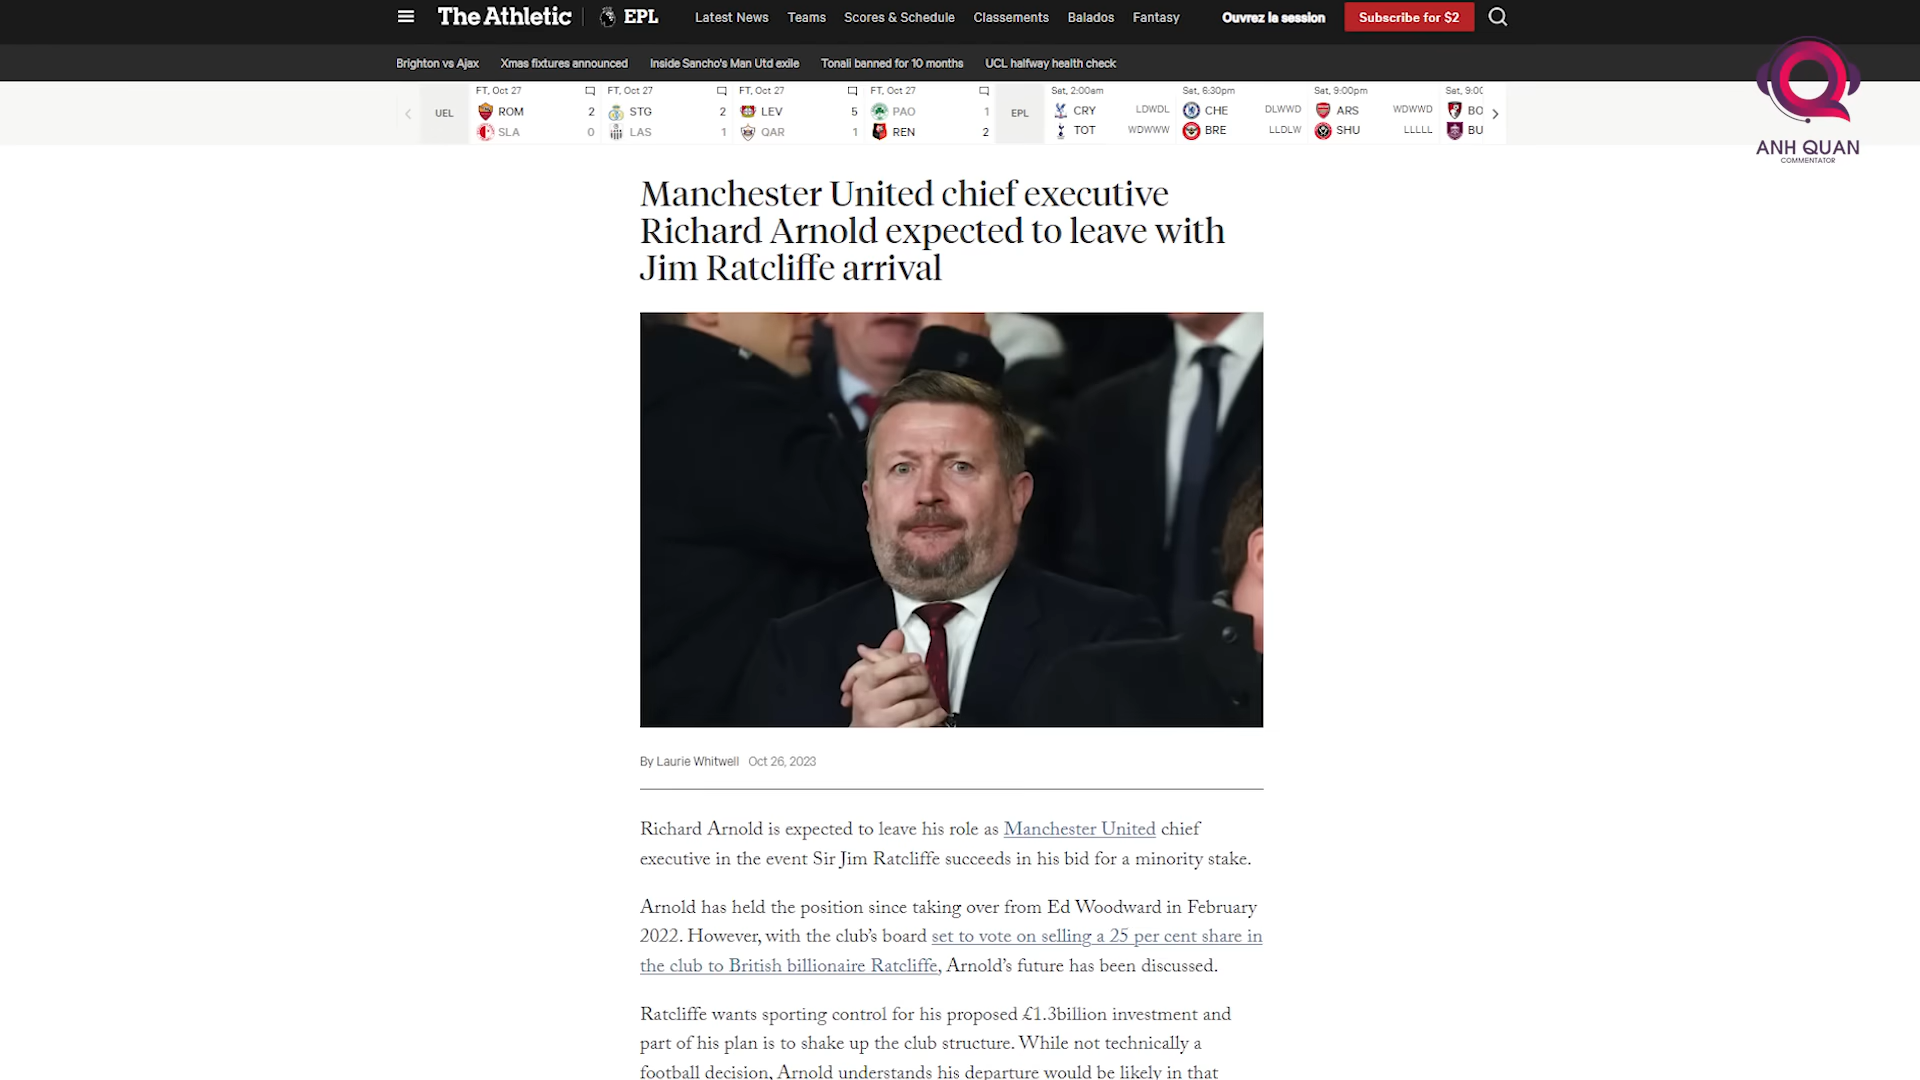 The Athletic
EPL
Latest News
Teams
Scores & Schedule
Classements
Balados
Fantasy
Ouvrez la session
Subscribe for $2
Brighton vs Ajax
Xmas fixtures announced
Inside Sancho's Man Utd exile
Tonali banned for 10 months
UCL halfway health check
UEL
FT, Oct 27
ROM 2
SLA 0
FT, Oct 27
STG 2
LAS 1
FT, Oct 27
LEV 5
QAR 1
FT, Oct 27
PAO 1
REN 2
EPL
Sat, 2:00am
CRY LDWDL
TOT WDWWW
Sat, 6:30pm
CHE DLWWD
BRE LLDLW
Sat, 9:00pm
ARS WDWWD
SHU LLLLL
Sat, 9:00
BO
BU
ANH QUAN
COMMENTATOR
Manchester United chief executive
Richard Arnold expected to leave with
Jim Ratcliffe arrival
By Laurie Whitwell Oct 26, 2023
Richard Arnold is expected to leave his role as Manchester United chief
executive in the event Sir Jim Ratcliffe succeeds in his bid for a minority stake.
Arnold has held the position since taking over from Ed Woodward in February
2022. However, with the club's board set to vote on selling a 25 per cent share in
the club to British billionaire Ratcliffe, Arnold's future has been discussed.
Ratcliffe wants sporting control for his proposed £1.3billion investment and
part of his plan is to shake up the club structure. While not technically a
football decision, Arnold understands his departure would be likely in that